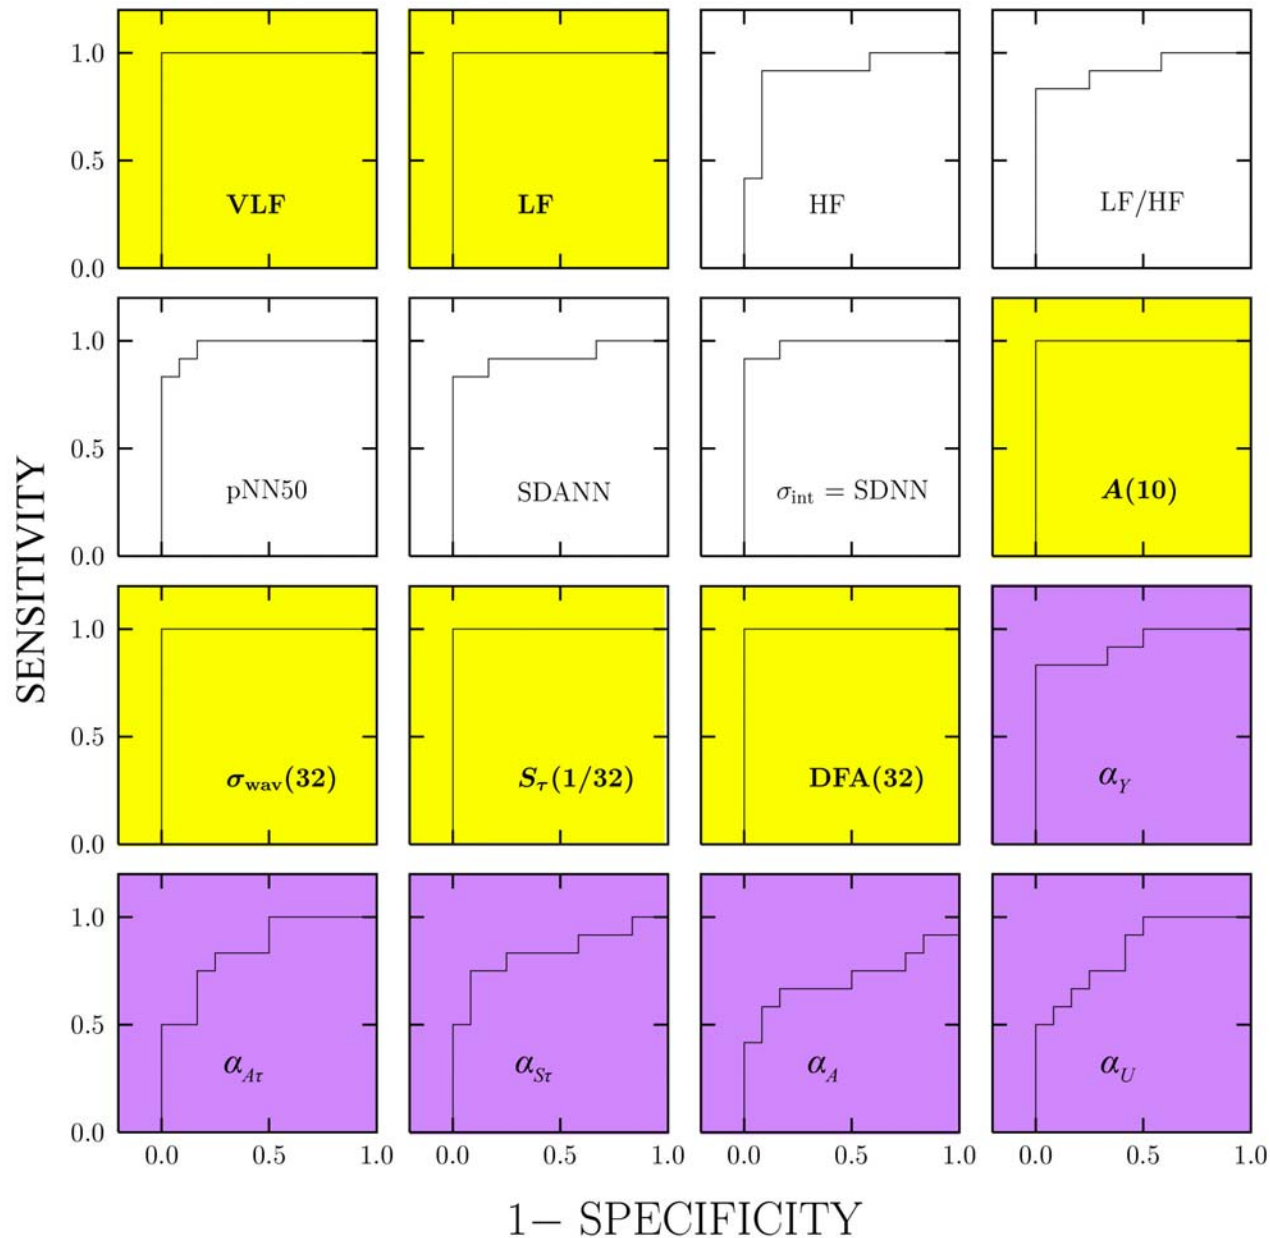 1.0
0.5
0.0
VLF
LF
HF
LF/HF
1.0
0.5
0.0
pNN50
SDANN
σint = SDNN
A(10)
SENSITIVITY
1.0
0.5
0.0
σwav(32)
Sτ(1/32)
DFA(32)
αY
1.0
0.5
0.0
αAτ
αSτ
αA
αU
0.0 0.5 1.0 0.0 0.5 1.0 0.0 0.5 1.0 0.0 0.5 1.0
1− SPECIFICITY